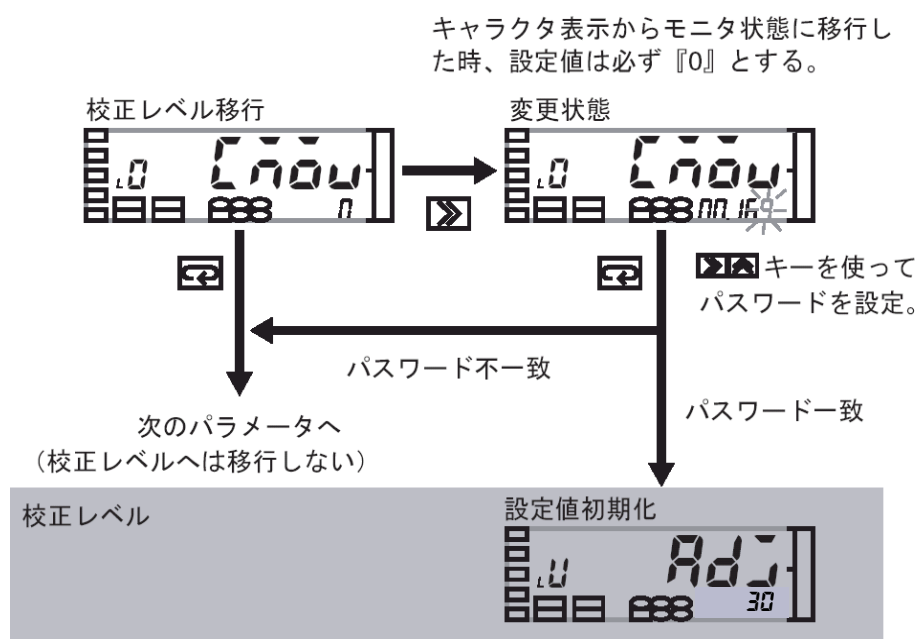 キャラクタ表示からモニタ状態に移行し
た時、設定値は必ず『0』とする。
校正レベル移行
変更状態
L0
0
L0
キーを使って
パスワードを設定。
パスワード不一致
パスワード一致
次のパラメータへ
（校正レベルへは移行しない）
校正レベル
設定値初期化
LU
Adj
30